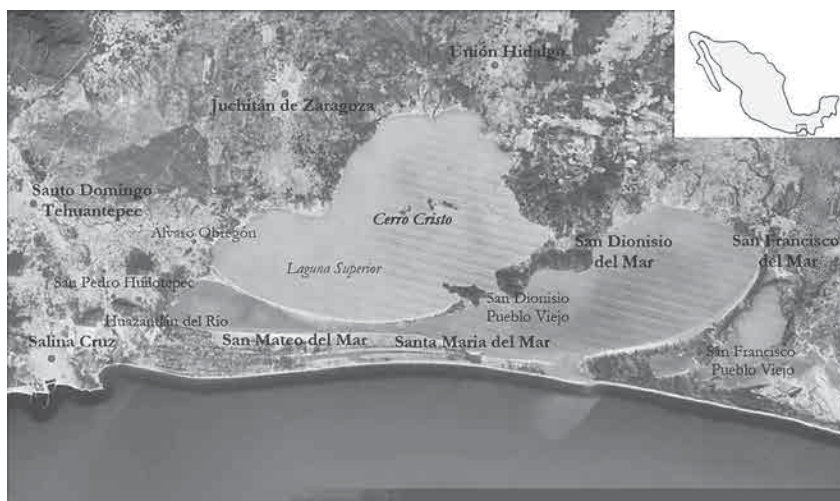 Unión Hidalgo
Juchitán de Zaragoza
Santo Domingo
Tehuantepec
Cerro Cristo
Alvaro Obregón
San Dionisio
del Mar
San Francisco
del Mar
Laguna Superior
San Pedro Huilotepec
San Dionisio
Pueblo Viejo
Huazantlán del Río
Salina Cruz
San Mateo del Mar
Santa Maria del Mar
San Francisco
Pueblo Viejo